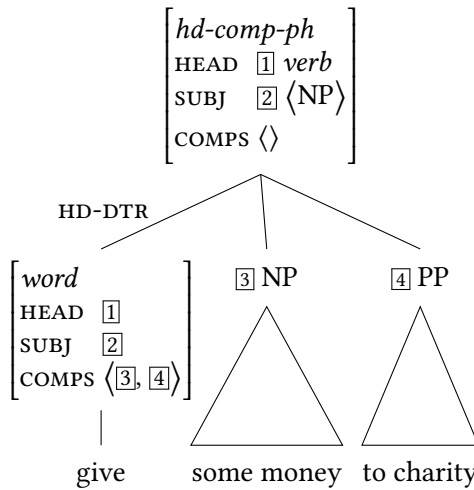 hd-comp-ph
HEAD 1 verb
SUBJ 2 ⟨NP⟩
COMPS ⟨⟩
HD-DTR
word
HEAD 1
SUBJ 2
COMPS ⟨3, 4⟩
3 NP
4 PP
give some money to charity